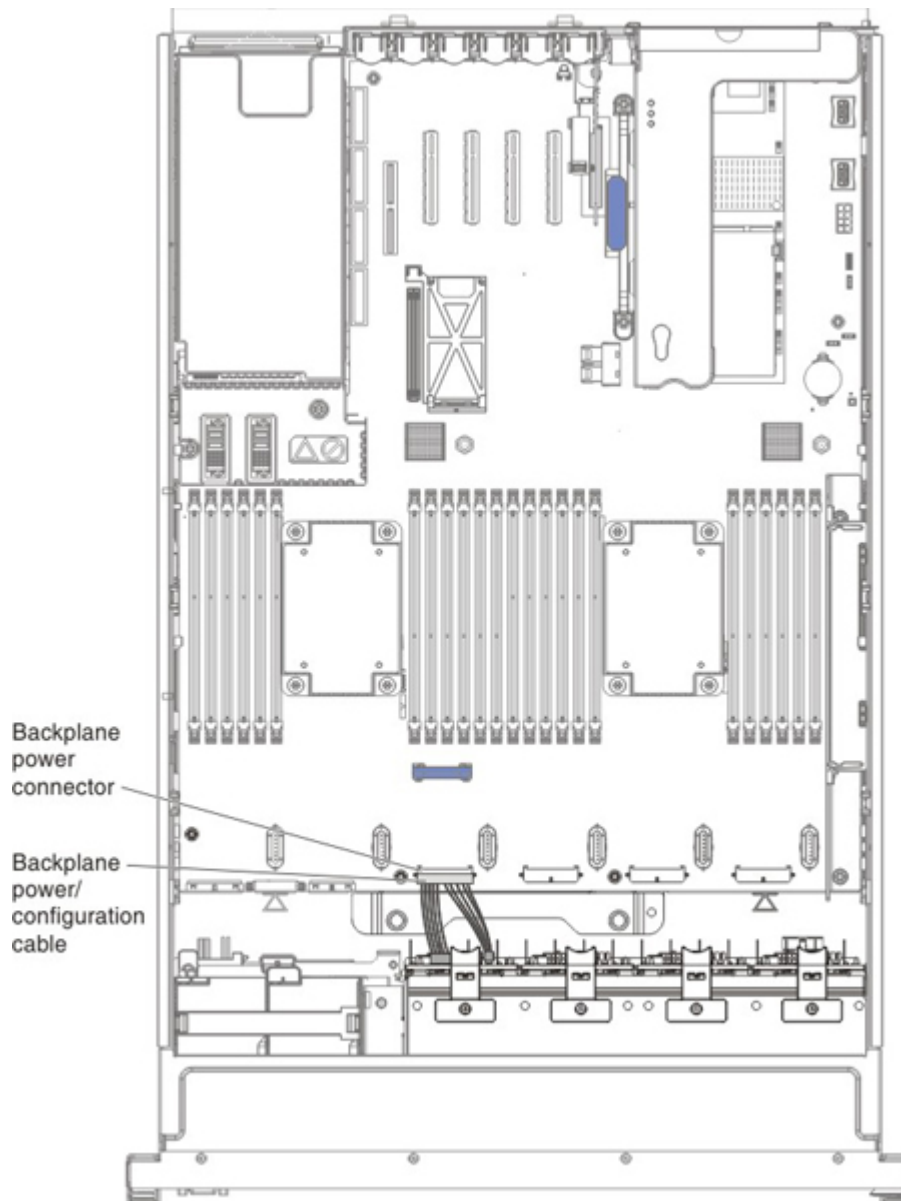 Backplane
power
connector
Backplane
power/
configuration
cable